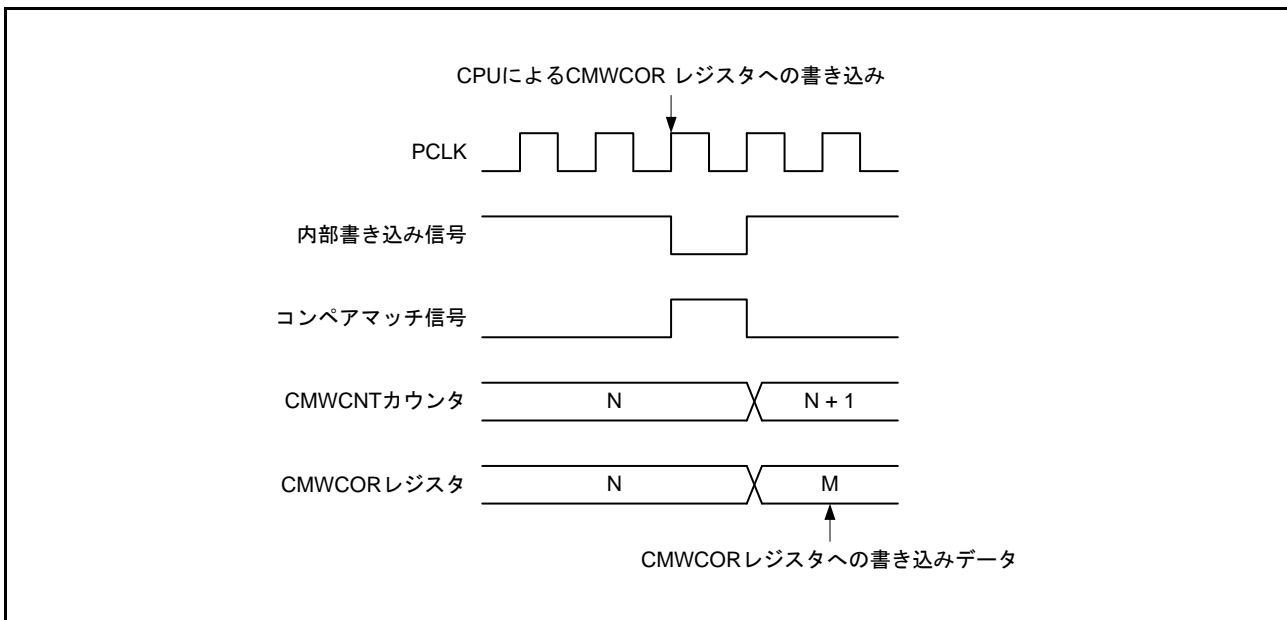 CPUによるCMWCOR レジスタへの書き込み
PCLK
内部書き込み信号
コンペアマッチ信号
CMWCNTカウンタ
N
N + 1
CMWCORレジスタ
N
M
CMWCORレジスタへの書き込みデータ